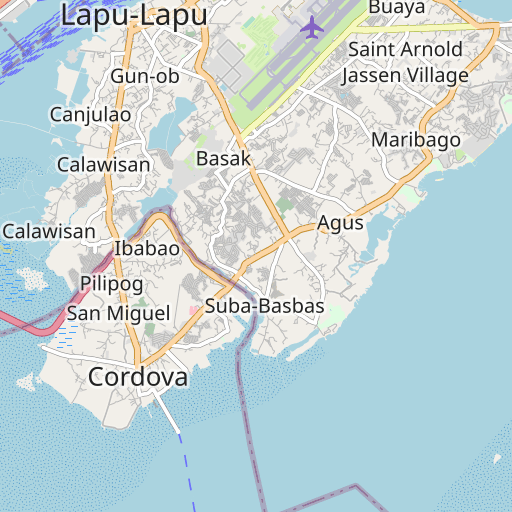 Buaya
Lapu-Lapu
Saint Arnold
Jassen Village
Gun-ob
Canjulao
Maribago
Calawisan
Basak
Agus
Calawisan
Ibabao
Pilipog
Suba-Basbas
San Miguel
Cordova